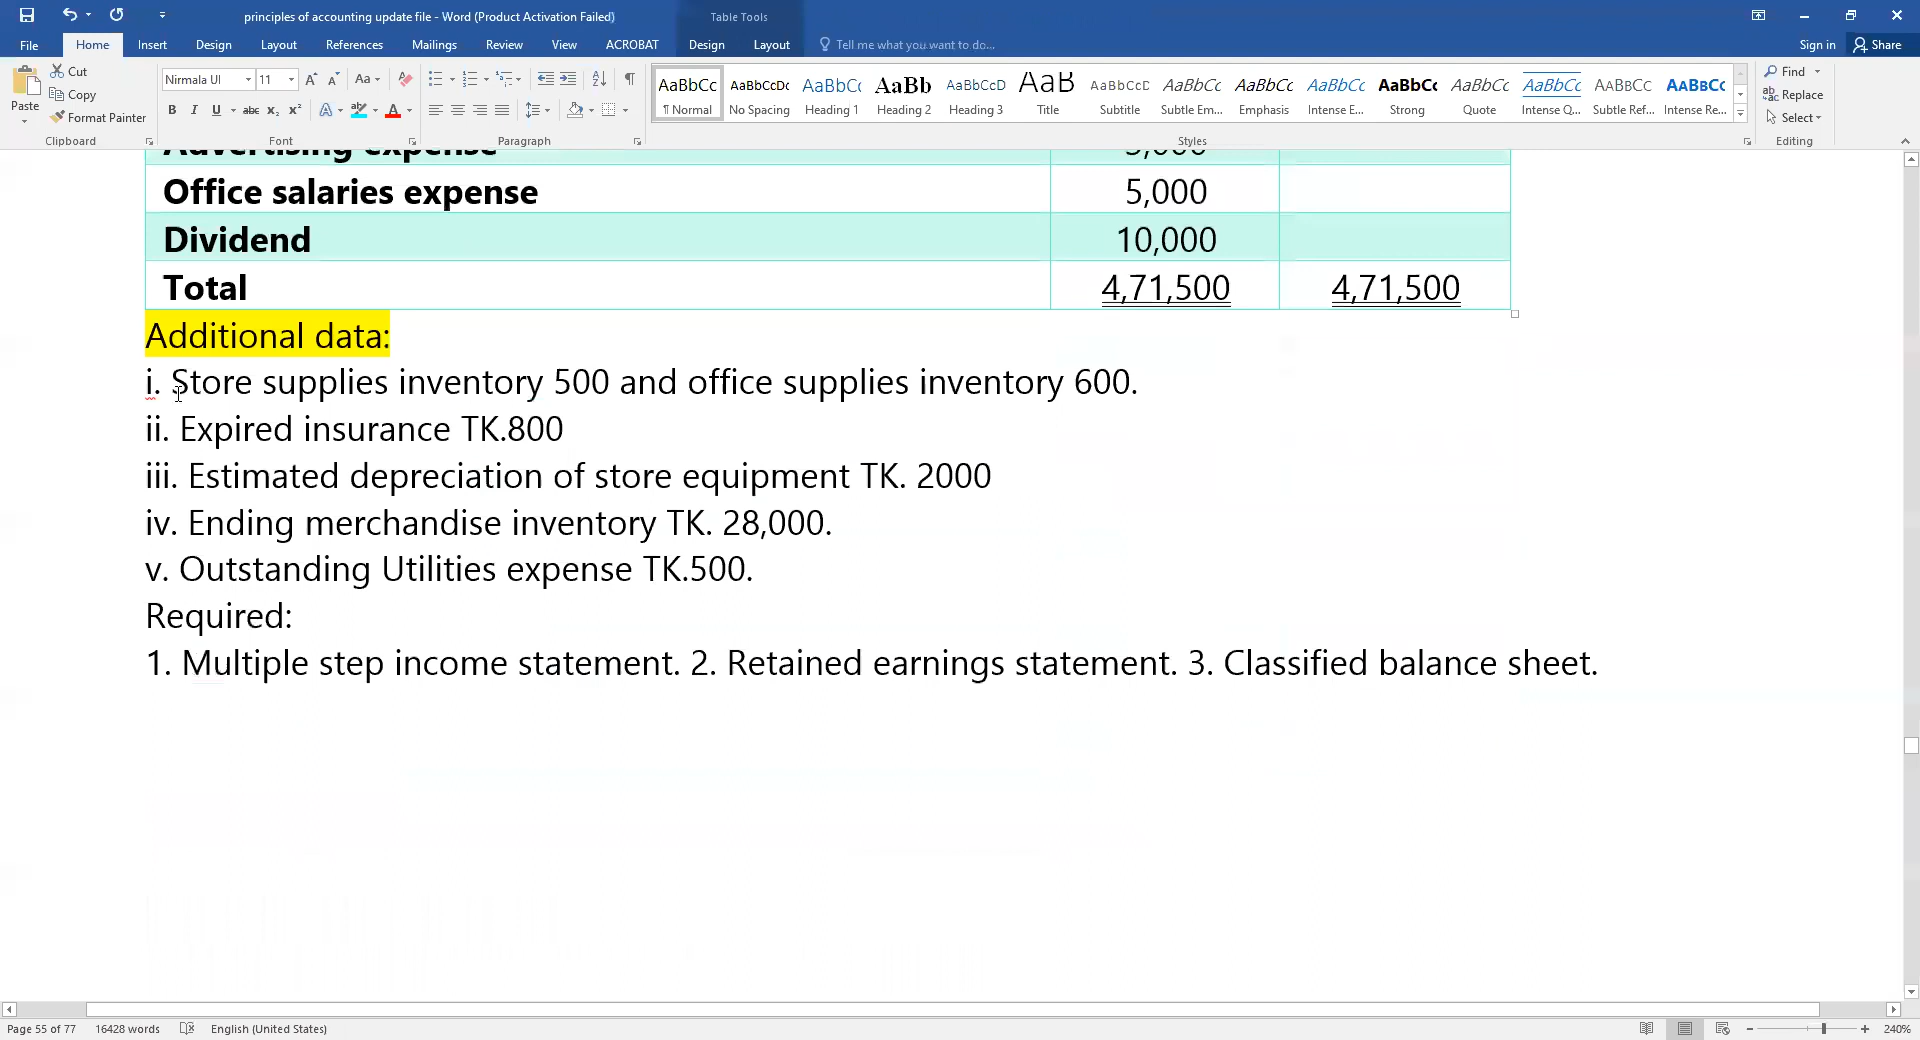 principles of accounting update file - Word (Product Activation Failed)
Table Tools
File Home Insert Design Layout References Mailings Review View ACROBAT Design Layout Tell me what you want to do... Sign in Share
Cut
Copy
Format Painter
Paste
Clipboard
Nirmala UI 11
Font
Paragraph
AaBbCc AaBbCcDc AaBbCc AaBb AaBbCcD AaB AaBbCcD AaBbCc AaBbCc AaBbCc AaBbCc AaBbCc AaBbCc AaBbCc AaBbCc
¶ Normal No Spacing Heading 1 Heading 2 Heading 3 Title Subtitle Subtle Em... Emphasis Intense E... Strong Quote Intense Q... Subtle Ref... Intense Re...
Styles
Find
Replace
Select
Editing
Advertising expense
Office salaries expense 5,000
Dividend 10,000
Total 4,71,500 4,71,500
Additional data:
i. Store supplies inventory 500 and office supplies inventory 600.
ii. Expired insurance TK.800
iii. Estimated depreciation of store equipment TK. 2000
iv. Ending merchandise inventory TK. 28,000.
v. Outstanding Utilities expense TK.500.
Required:
1. Multiple step income statement. 2. Retained earnings statement. 3. Classified balance sheet.
Page 55 of 77 16428 words English (United States) 240%